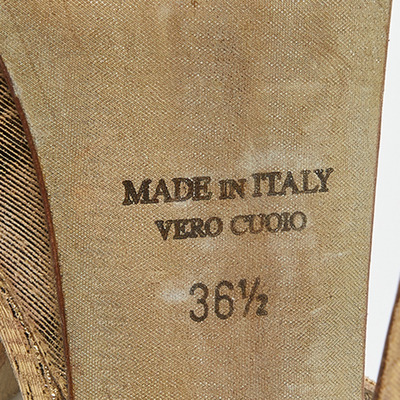 MADE IN ITALY
VERO CUOIO
36½